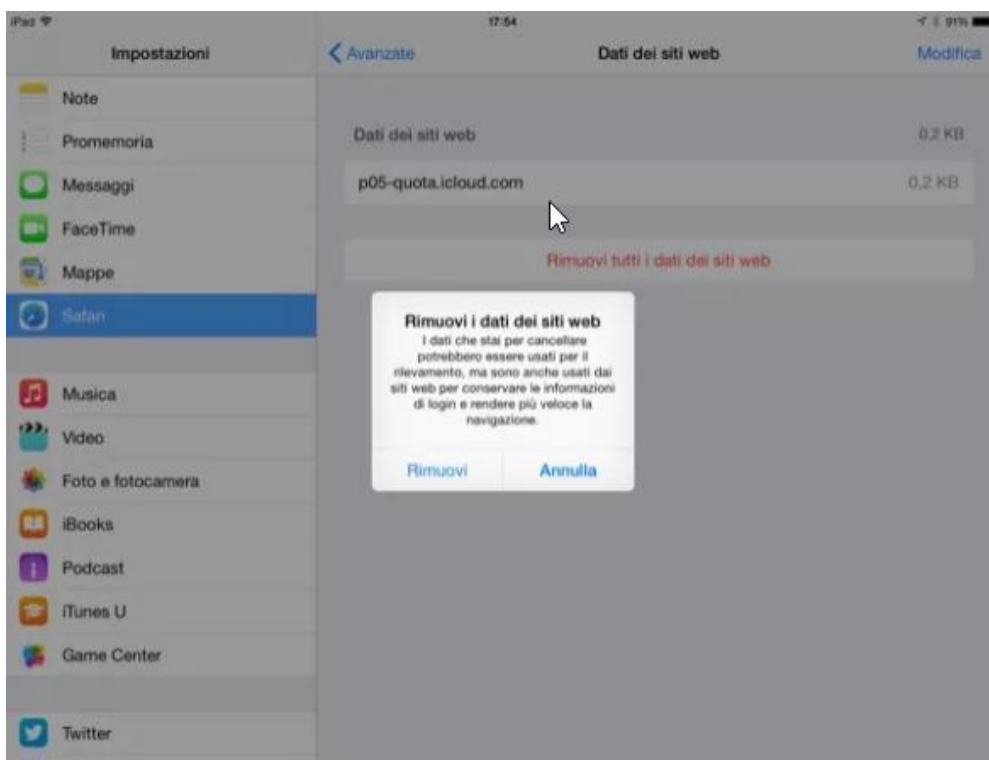 iPad 17:54 91%
Impostazioni
Avanzate Dati dei siti web Modifica
Note
Promemoria
Messaggi
FaceTime
Mappe
Safari
Musica
Video
Foto e fotocamera
iBooks
Podcast
iTunes U
Game Center
Twitter
Dati dei siti web 0,2 KB
p05-quota.icloud.com 0,2 KB
Rimuovi tutti i dati dei siti web
Rimuovi i dati dei siti web
I dati che stai per cancellare
potrebbero essere usati per il
rilevamento, ma sono anche usati dai
siti web per conservare le informazioni
di login e rendere più veloce la
navigazione.
Rimuovi Annulla